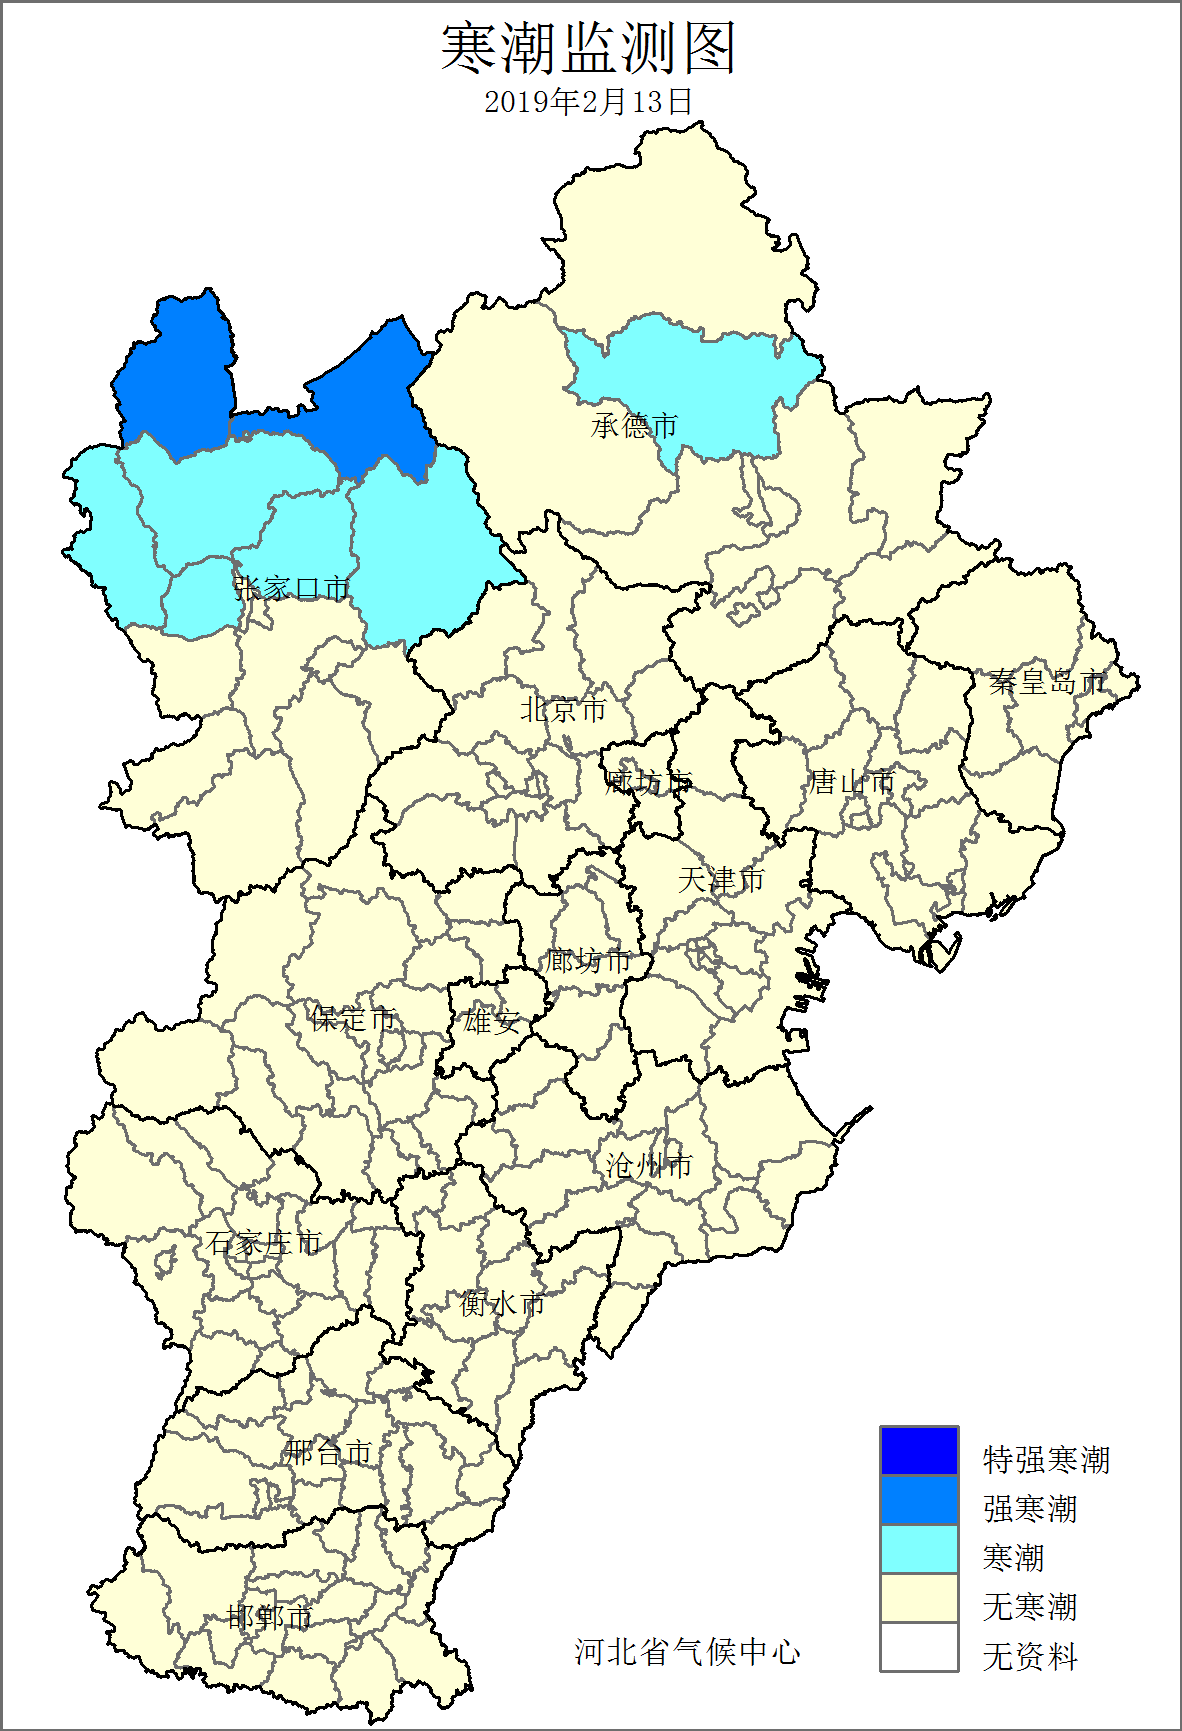 寒潮监测图
2019年2月13日
承德市
张家口市
秦皇岛市
北京市
廊坊市
唐山市
天津市
廊坊市
保定市
雄安
沧州市
石家庄市
衡水市
邢台市
邯郸市
特强寒潮
强寒潮
寒潮
无寒潮
无资料
河北省气候中心